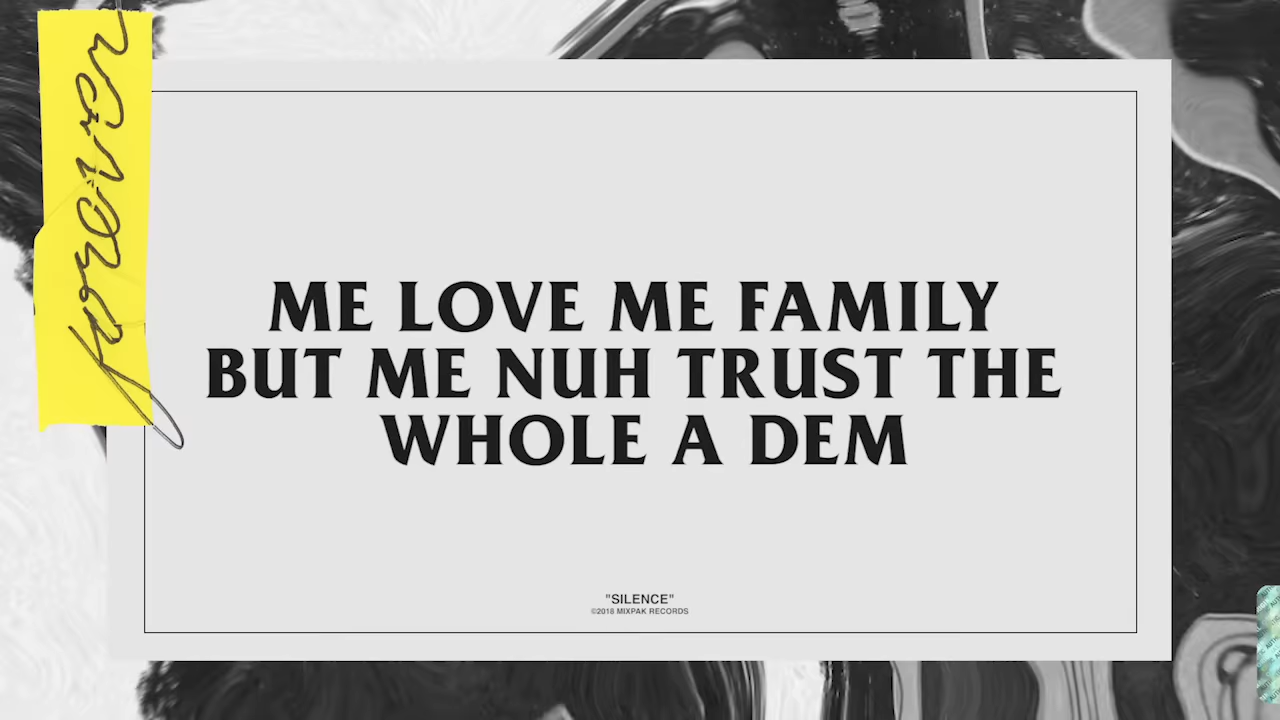 forever
ME LOVE ME FAMILY
BUT ME NUH TRUST THE
WHOLE A DEM
"SILENCE"
©2018 MIXPAK RECORDS